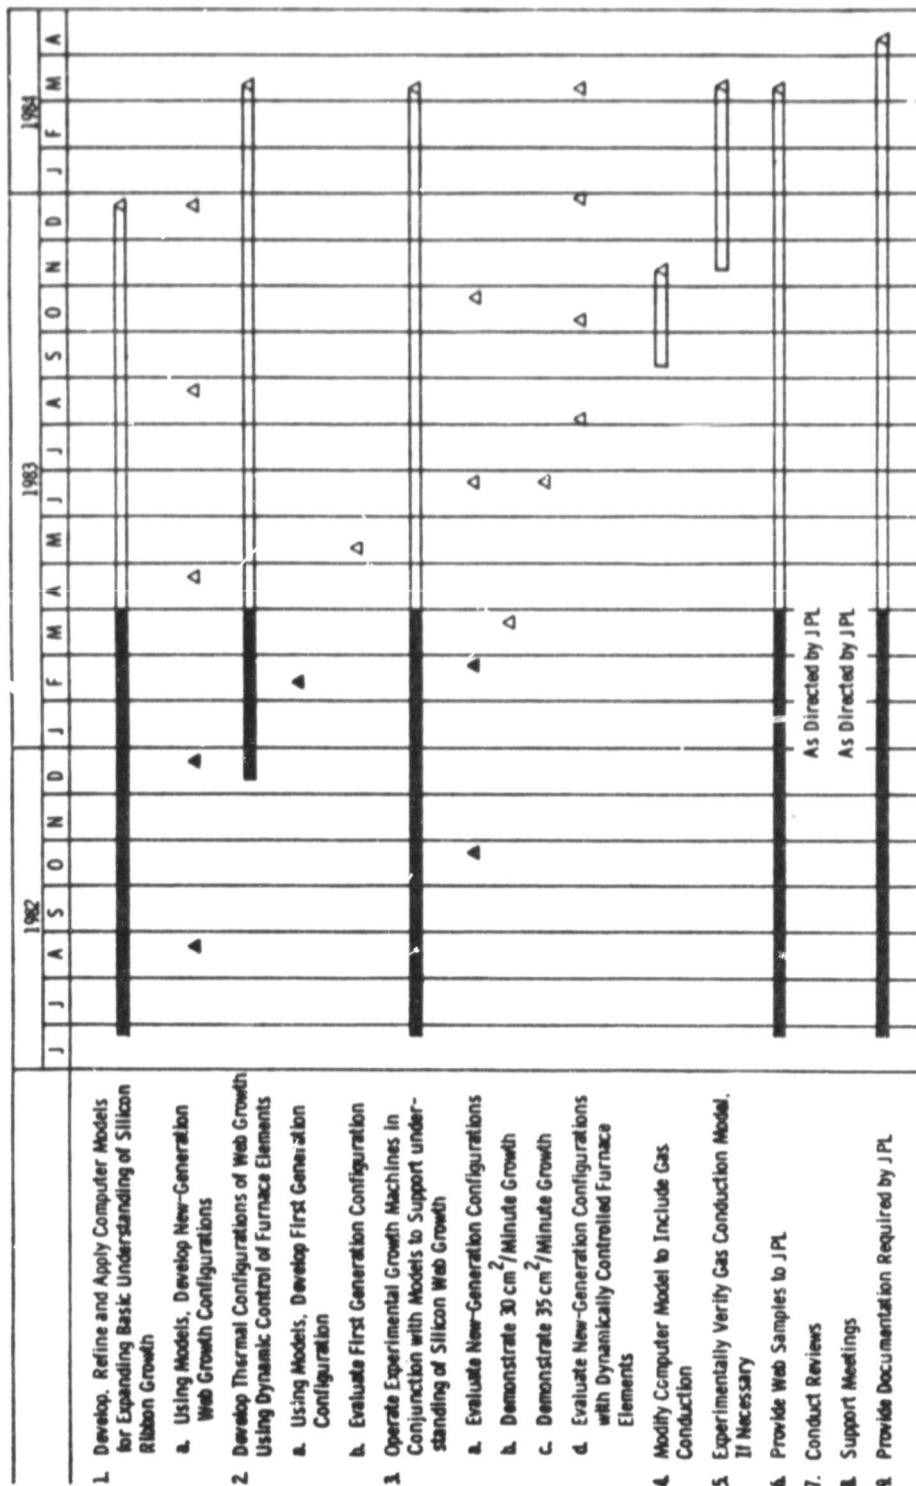 1982
1983
1984
J J A S O N D J F M A M J J A S O N D J F M A
1. Develop, Refine and Apply Computer Models
for Expanding Basic Understanding of Silicon
Ribbon Growth
a. Using Models, Develop New-Generation
Web Growth Configurations
2. Develop Thermal Configurations of Web Growth
Using Dynamic Control of Furnace Elements
a. Using Models, Develop First Generation
Configuration
b. Evaluate First Generation Configuration
3. Operate Experimental Growth Machines in
Conjunction with Models to Support under-
standing of Silicon Web Growth
a. Evaluate New-Generation Configurations
b. Demonstrate 30 cm²/Minute Growth
c. Demonstrate 35 cm²/Minute Growth
d. Evaluate New-Generation Configurations
with Dynamically Controlled Furnace
Elements
4. Modify Computer Model to Include Gas
Conduction
5. Experimentally Verify Gas Conduction Model,
If Necessary
6. Provide Web Samples to JPL
7. Conduct Reviews
As Directed by JPL
8. Support Meetings
As Directed by JPL
9. Provide Documentation Required by JPL